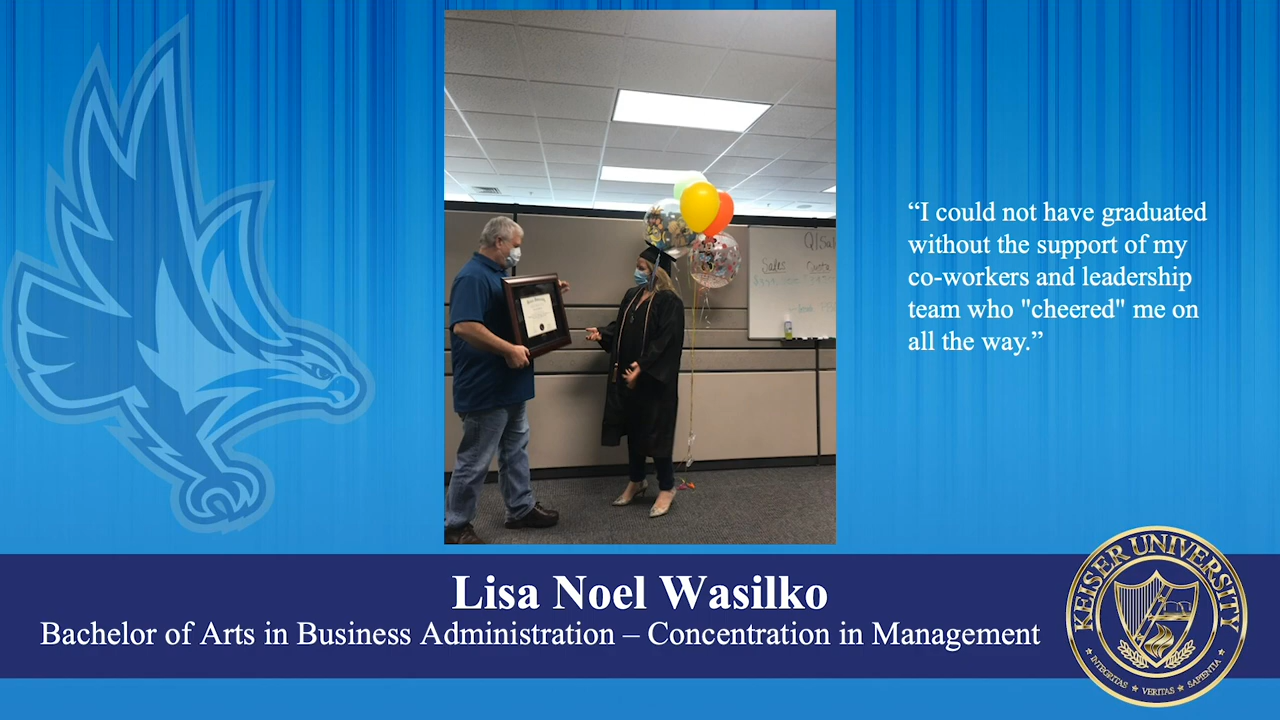 “I could not have graduated
without the support of my
co-workers and leadership
team who "cheered" me on
all the way.”
Sales
Lisa Noel Wasilko
Bachelor of Arts in Business Administration – Concentration in Management
KEISER UNIVERSITY
INTEGRITAS ★ VERITAS ★ SAPIENTIA